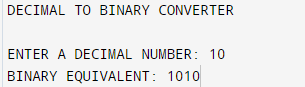 DECIMAL TO BINARY CONVERTER
ENTER A DECIMAL NUMBER: 10
BINARY EQUIVALENT: 1010